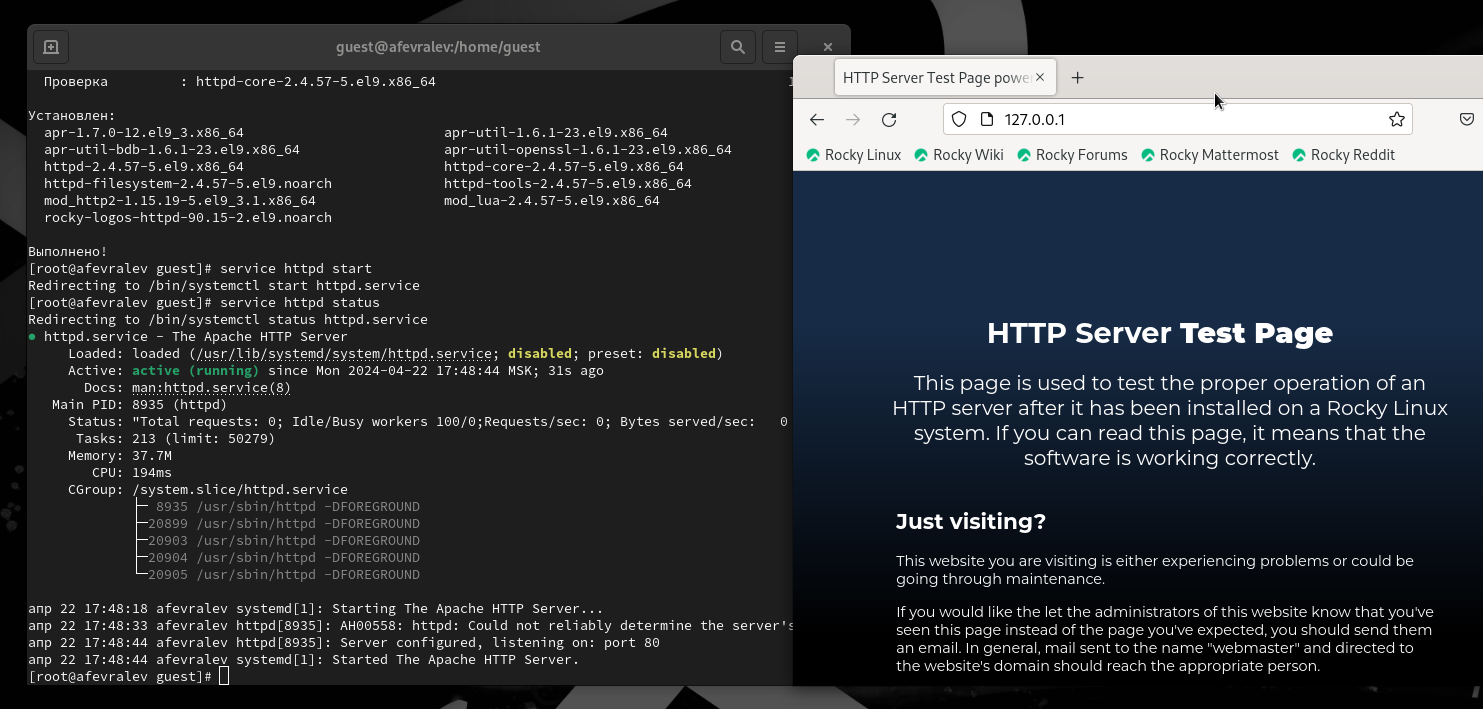 guest@afevralev:/home/guest
Проверка : httpd-core-2.4.57-5.el9.x86_64
Установлен:
apr-1.7.0-12.el9_3.x86_64 apr-util-1.6.1-23.el9.x86_64
apr-util-bdb-1.6.1-23.el9.x86_64 apr-util-openssl-1.6.1-23.el9.x86_64
httpd-2.4.57-5.el9.x86_64 httpd-core-2.4.57-5.el9.x86_64
httpd-filesystem-2.4.57-5.el9.noarch httpd-tools-2.4.57-5.el9.x86_64
mod_http2-1.15.19-5.el9_3.1.x86_64 mod_lua-2.4.57-5.el9.x86_64
rocky-logos-httpd-90.15-2.el9.noarch
Выполнено!
[root@afevralev guest]# service httpd start
Redirecting to /bin/systemctl start httpd.service
[root@afevralev guest]# service httpd status
Redirecting to /bin/systemctl status httpd.service
● httpd.service - The Apache HTTP Server
Loaded: loaded (/usr/lib/systemd/system/httpd.service; disabled; preset: disabled)
Active: active (running) since Mon 2024-04-22 17:48:44 MSK; 31s ago
Docs: man:httpd.service(8)
Main PID: 8935 (httpd)
Status: "Total requests: 0; Idle/Busy workers 100/0;Requests/sec: 0; Bytes served/sec: 0
Tasks: 213 (limit: 50279)
Memory: 37.7M
CPU: 194ms
CGroup: /system.slice/httpd.service
├─ 8935 /usr/sbin/httpd -DFOREGROUND
├─20899 /usr/sbin/httpd -DFOREGROUND
├─20903 /usr/sbin/httpd -DFOREGROUND
├─20904 /usr/sbin/httpd -DFOREGROUND
└─20905 /usr/sbin/httpd -DFOREGROUND
апр 22 17:48:18 afevralev systemd[1]: Starting The Apache HTTP Server...
апр 22 17:48:33 afevralev httpd[8935]: AH00558: httpd: Could not reliably determine the server's
апр 22 17:48:44 afevralev httpd[8935]: Server configured, listening on: port 80
апр 22 17:48:44 afevralev systemd[1]: Started The Apache HTTP Server.
[root@afevralev guest]#
HTTP Server Test Page powe
127.0.0.1
Rocky Linux Rocky Wiki Rocky Forums Rocky Mattermost Rocky Reddit
HTTP Server Test Page
This page is used to test the proper operation of an
HTTP server after it has been installed on a Rocky Linux
system. If you can read this page, it means that the
software is working correctly.
Just visiting?
This website you are visiting is either experiencing problems or could be
going through maintenance.
If you would like the let the administrators of this website know that you've
seen this page instead of the page you've expected, you should send them
an email. In general, mail sent to the name "webmaster" and directed to
the website's domain should reach the appropriate person.